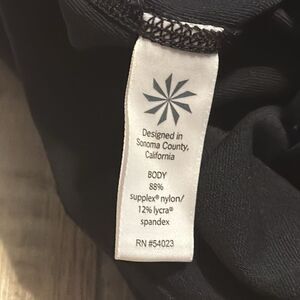 Designed in
Sonoma County,
California
BODY
88%
supplex® nylon/
12% lycra®
spandex
RN #54023